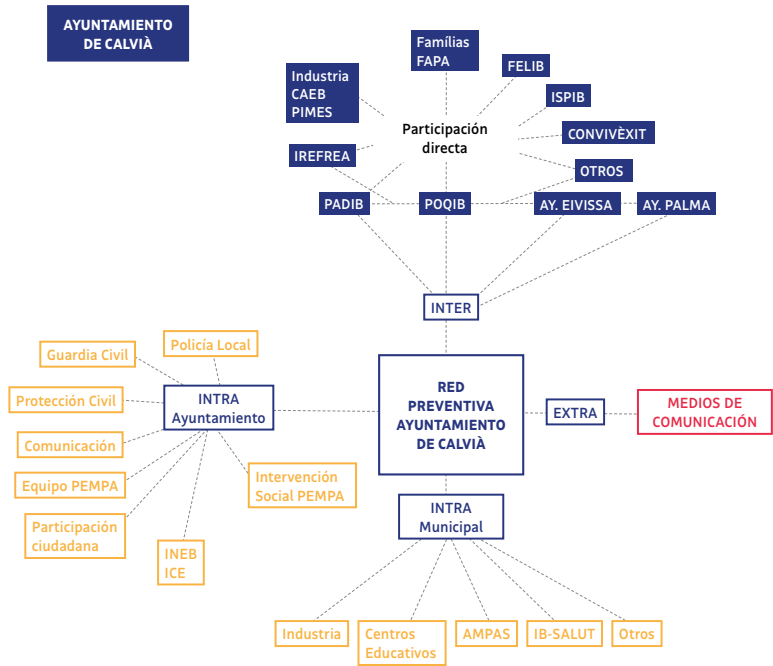 AYUNTAMIENTO
DE CALVIÀ
Famílias
FAPA
FELIB
Industria
CAEB
PIMES
ISPIB
Participación
directa
CONVIVÈXIT
IREFREA
OTROS
PADIB
POQIB
AY. EIVISSA
AY. PALMA
INTER
Policía Local
Guardia Civil
Protección Civil
INTRA
Ayuntamiento
Comunicación
Equipo PEMPA
Intervención
Social PEMPA
Participación
ciudadana
INEB
ICE
RED
PREVENTIVA
AYUNTAMIENTO
DE CALVIÀ
EXTRA
MEDIOS DE
COMUNICACIÓN
INTRA
Municipal
Industria
Centros
Educativos
AMPAS
IB-SALUT
Otros